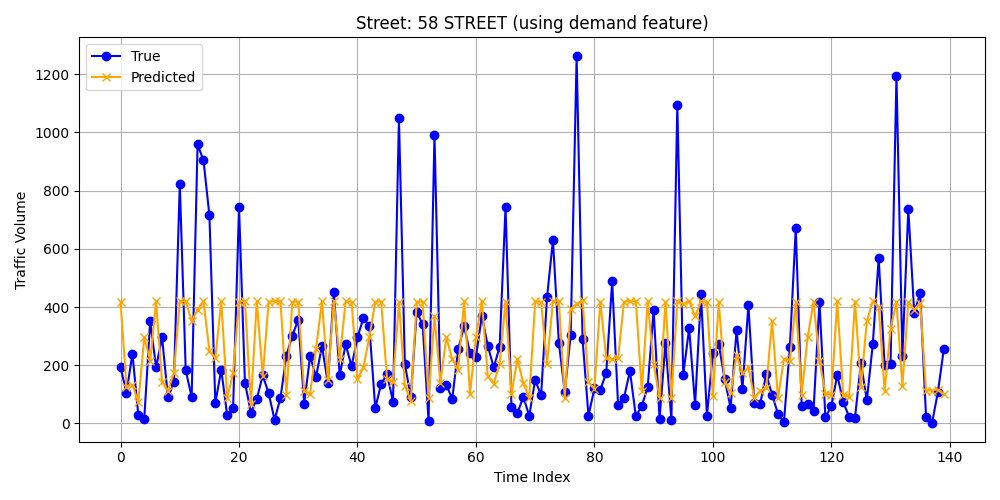 Street: 58 STREET (using demand feature)
True
Predicted
Traffic Volume
1200
1000
800
600
400
200
0
0 20 40 60 80 100 120 140
Time Index